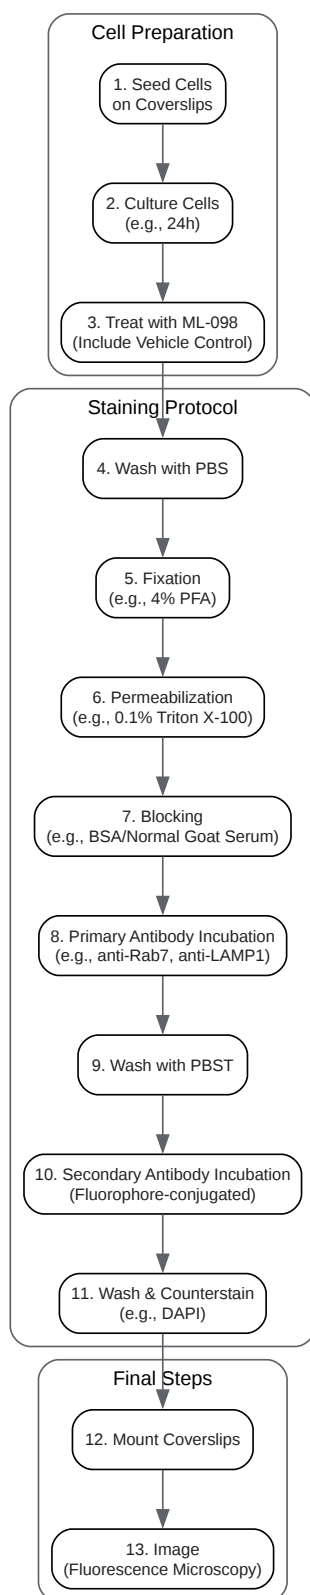 Cell Preparation
1. Seed Cells
on Coverslips
2. Culture Cells
(e.g., 24h)
3. Treat with ML-098
(Include Vehicle Control)
Staining Protocol
4. Wash with PBS
5. Fixation
(e.g., 4% PFA)
6. Permeabilization
(e.g., 0.1% Triton X-100)
7. Blocking
(e.g., BSA/Normal Goat Serum)
8. Primary Antibody Incubation
(e.g., anti-Rab7, anti-LAMP1)
9. Wash with PBST
10. Secondary Antibody Incubation
(Fluorophore-conjugated)
11. Wash & Counterstain
(e.g., DAPI)
Final Steps
12. Mount Coverslips
13. Image
(Fluorescence Microscopy)